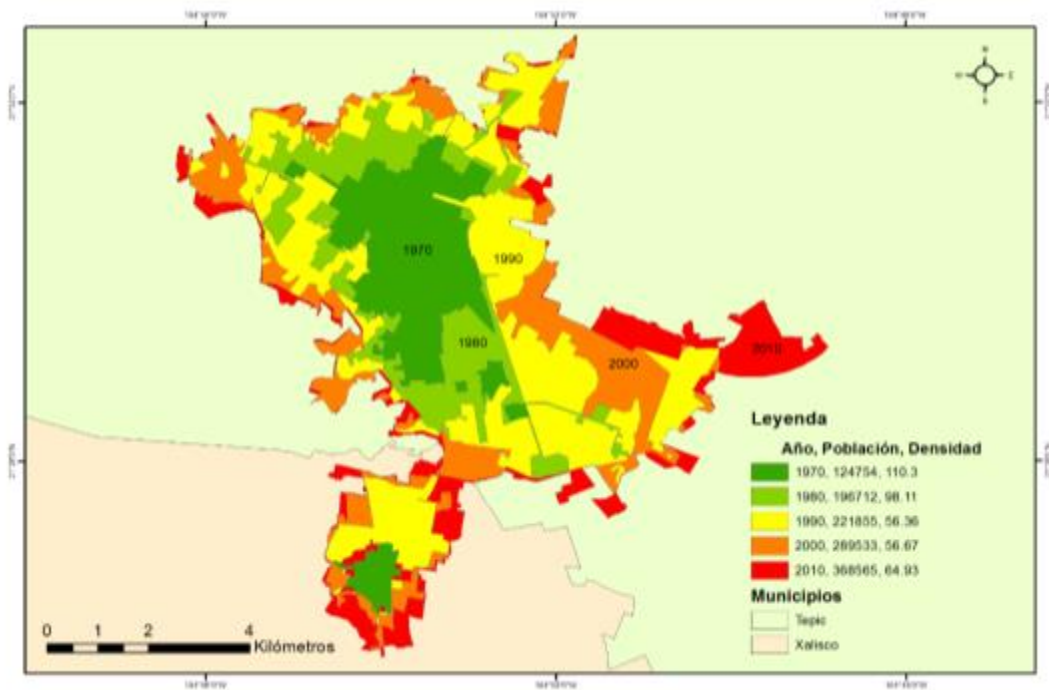 1970
1990
1980
2000
2010
Leyenda
Año, Población, Densidad
1970, 124754, 110.3
1980, 196712, 98.11
1990, 221855, 56.36
2000, 289533, 56.67
2010, 368565, 64.93
Municipios
Tepic
Xalisco
0 1 2 4
Kilómetros